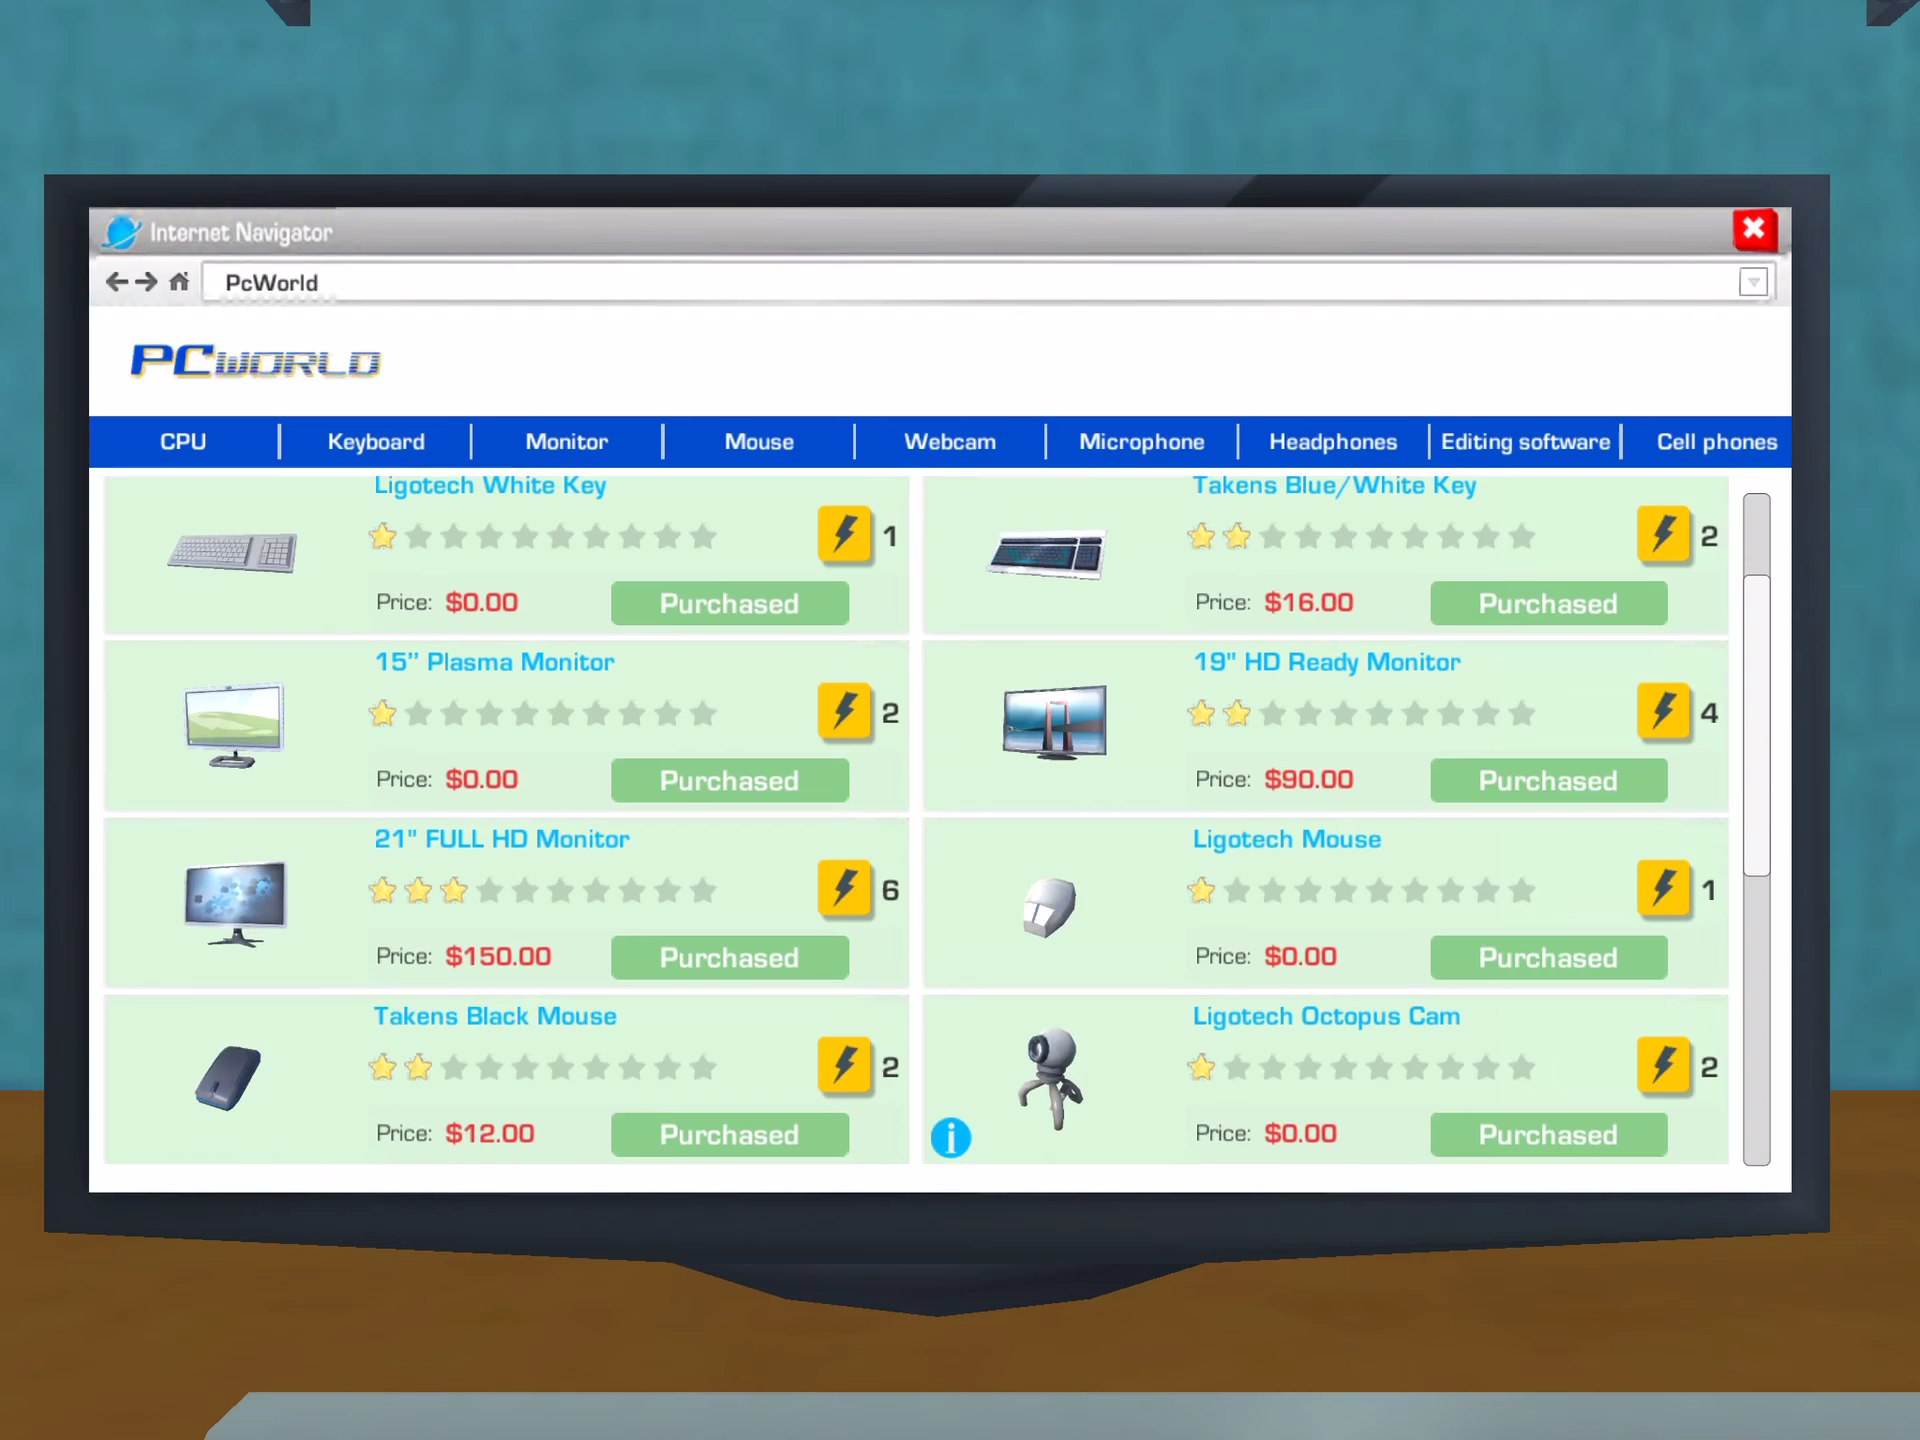 Internet Navigator
PcWorld
PCWORLD
CPU Keyboard Monitor Mouse Webcam Microphone Headphones Editing software Cell phones
Ligotech White Key
1
Price: $0.00 Purchased
Takens Blue/White Key
2
Price: $16.00 Purchased
15'' Plasma Monitor
2
Price: $0.00 Purchased
19" HD Ready Monitor
4
Price: $90.00 Purchased
21" FULL HD Monitor
6
Price: $150.00 Purchased
Ligotech Mouse
1
Price: $0.00 Purchased
Takens Black Mouse
2
Price: $12.00 Purchased
Ligotech Octopus Cam
2
i
Price: $0.00 Purchased